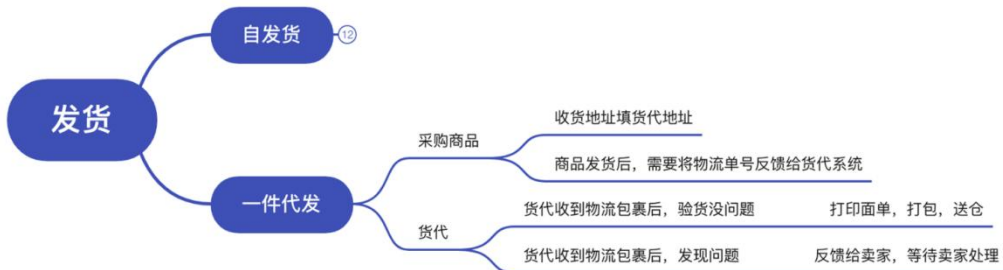 发货
自发货
12
一件代发
采购商品
收货地址填货代地址
商品发货后，需要将物流单号反馈给货代系统
货代
货代收到物流包裹后，验货没问题
打印面单，打包，送仓
货代收到物流包裹后，发现问题
反馈给卖家，等待卖家处理